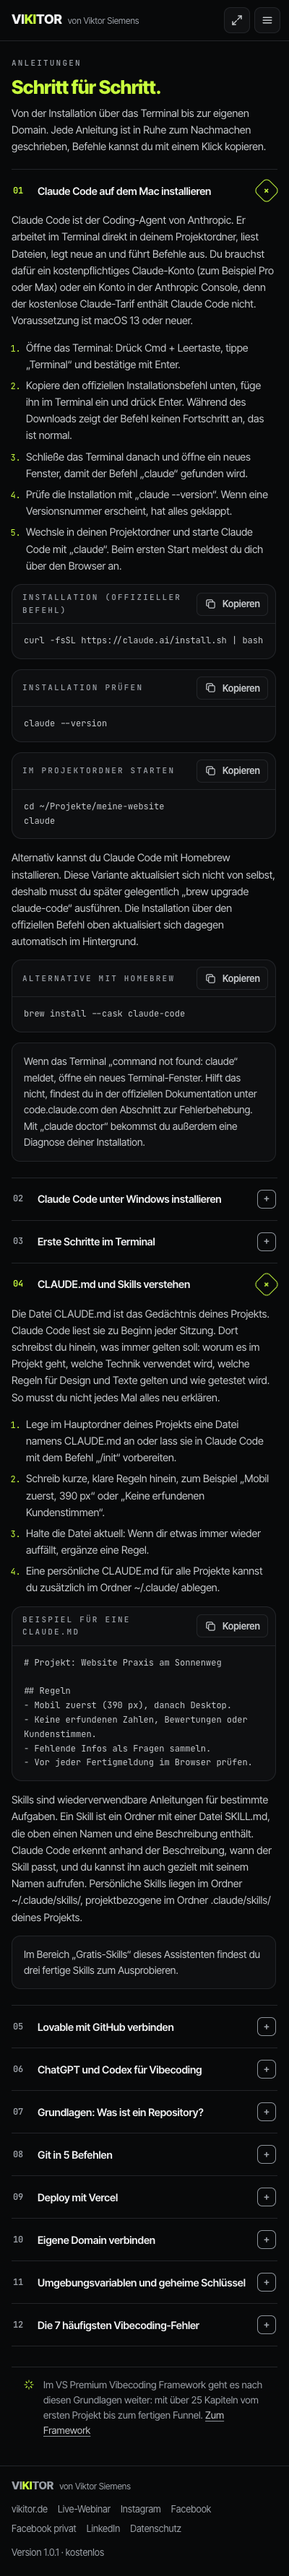 VIKITOR von Viktor Siemens
ANLEITUNGEN
Schritt für Schritt.
Von der Installation über das Terminal bis zur eigenen
Domain. Jede Anleitung ist in Ruhe zum Nachmachen
geschrieben, Befehle kannst du mit einem Klick kopieren.
01 Claude Code auf dem Mac installieren
Claude Code ist der Coding-Agent von Anthropic. Er
arbeitet im Terminal direkt in deinem Projektordner, liest
Dateien, legt neue an und führt Befehle aus. Du brauchst
dafür ein kostenpflichtiges Claude-Konto (zum Beispiel Pro
oder Max) oder ein Konto in der Anthropic Console, denn
der kostenlose Claude-Tarif enthält Claude Code nicht.
Voraussetzung ist macOS 13 oder neuer.
1. Öffne das Terminal: Drück Cmd + Leertaste, tippe
„Terminal“ und bestätige mit Enter.
2. Kopiere den offiziellen Installationsbefehl unten, füge
ihn im Terminal ein und drück Enter. Während des
Downloads zeigt der Befehl keinen Fortschritt an, das
ist normal.
3. Schließe das Terminal danach und öffne ein neues
Fenster, damit der Befehl „claude“ gefunden wird.
4. Prüfe die Installation mit „claude --version“. Wenn eine
Versionsnummer erscheint, hat alles geklappt.
5. Wechsle in deinen Projektordner und starte Claude
Code mit „claude“. Beim ersten Start meldest du dich
über den Browser an.
INSTALLATION (OFFIZIELLER
BEFEHL)
Kopieren
curl -fsSL https://claude.ai/install.sh | bash
INSTALLATION PRÜFEN
Kopieren
claude --version
IM PROJEKTORDNER STARTEN
Kopieren
cd ~/Projekte/meine-website
claude
Alternativ kannst du Claude Code mit Homebrew
installieren. Diese Variante aktualisiert sich nicht von selbst,
deshalb musst du später gelegentlich „brew upgrade
claude-code“ ausführen. Die Installation über den
offiziellen Befehl oben aktualisiert sich dagegen
automatisch im Hintergrund.
ALTERNATIVE MIT HOMEBREW
Kopieren
brew install --cask claude-code
Wenn das Terminal „command not found: claude“
meldet, öffne ein neues Terminal-Fenster. Hilft das
nicht, findest du in der offiziellen Dokumentation unter
code.claude.com den Abschnitt zur Fehlerbehebung.
Mit „claude doctor“ bekommst du außerdem eine
Diagnose deiner Installation.
02 Claude Code unter Windows installieren
03 Erste Schritte im Terminal
04 CLAUDE.md und Skills verstehen
Die Datei CLAUDE.md ist das Gedächtnis deines Projekts.
Claude Code liest sie zu Beginn jeder Sitzung. Dort
schreibst du hinein, was immer gelten soll: worum es im
Projekt geht, welche Technik verwendet wird, welche
Regeln für Design und Texte gelten und wie getestet wird.
So musst du nicht jedes Mal alles neu erklären.
1. Lege im Hauptordner deines Projekts eine Datei
namens CLAUDE.md an oder lass sie in Claude Code
mit dem Befehl „/init“ vorbereiten.
2. Schreib kurze, klare Regeln hinein, zum Beispiel „Mobil
zuerst, 390 px“ oder „Keine erfundenen
Kundenstimmen“.
3. Halte die Datei aktuell: Wenn dir etwas immer wieder
auffällt, ergänze eine Regel.
4. Eine persönliche CLAUDE.md für alle Projekte kannst
du zusätzlich im Ordner ~/.claude/ ablegen.
BEISPIEL FÜR EINE
CLAUDE.MD
Kopieren
# Projekt: Website Praxis am Sonnenweg
## Regeln
- Mobil zuerst (390 px), danach Desktop.
- Keine erfundenen Zahlen, Bewertungen oder
Kundenstimmen.
- Fehlende Infos als Fragen sammeln.
- Vor jeder Fertigmeldung im Browser prüfen.
Skills sind wiederverwendbare Anleitungen für bestimmte
Aufgaben. Ein Skill ist ein Ordner mit einer Datei SKILL.md,
die oben einen Namen und eine Beschreibung enthält.
Claude Code erkennt anhand der Beschreibung, wann der
Skill passt, und du kannst ihn auch gezielt mit seinem
Namen aufrufen. Persönliche Skills liegen im Ordner
~/.claude/skills/, projektbezogene im Ordner .claude/skills/
deines Projekts.
Im Bereich „Gratis-Skills“ dieses Assistenten findest du
drei fertige Skills zum Ausprobieren.
05 Lovable mit GitHub verbinden
06 ChatGPT und Codex für Vibecoding
07 Grundlagen: Was ist ein Repository?
08 Git in 5 Befehlen
09 Deploy mit Vercel
10 Eigene Domain verbinden
11 Umgebungsvariablen und geheime Schlüssel
12 Die 7 häufigsten Vibecoding-Fehler
Im VS Premium Vibecoding Framework geht es nach
diesen Grundlagen weiter: mit über 25 Kapiteln vom
ersten Projekt bis zum fertigen Funnel. Zum
Framework
VIKITOR von Viktor Siemens
vikitor.de Live-Webinar Instagram Facebook
Facebook privat LinkedIn Datenschutz
Version 1.0.1 · kostenlos